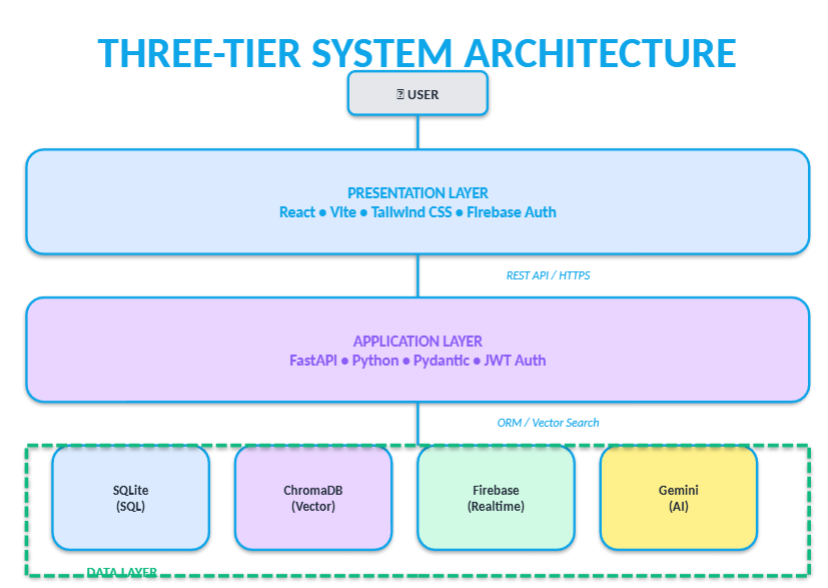 THREE-TIER SYSTEM ARCHITECTURE
USER
PRESENTATION LAYER
React ● Vite ● Tailwind CSS ● Firebase Auth
REST API / HTTPS
APPLICATION LAYER
FastAPI ● Python ● Pydantic ● JWT Auth
ORM / Vector Search
SQLite
(SQL)
ChromaDB
(Vector)
Firebase
(Realtime)
Gemini
(AI)
DATA LAYER